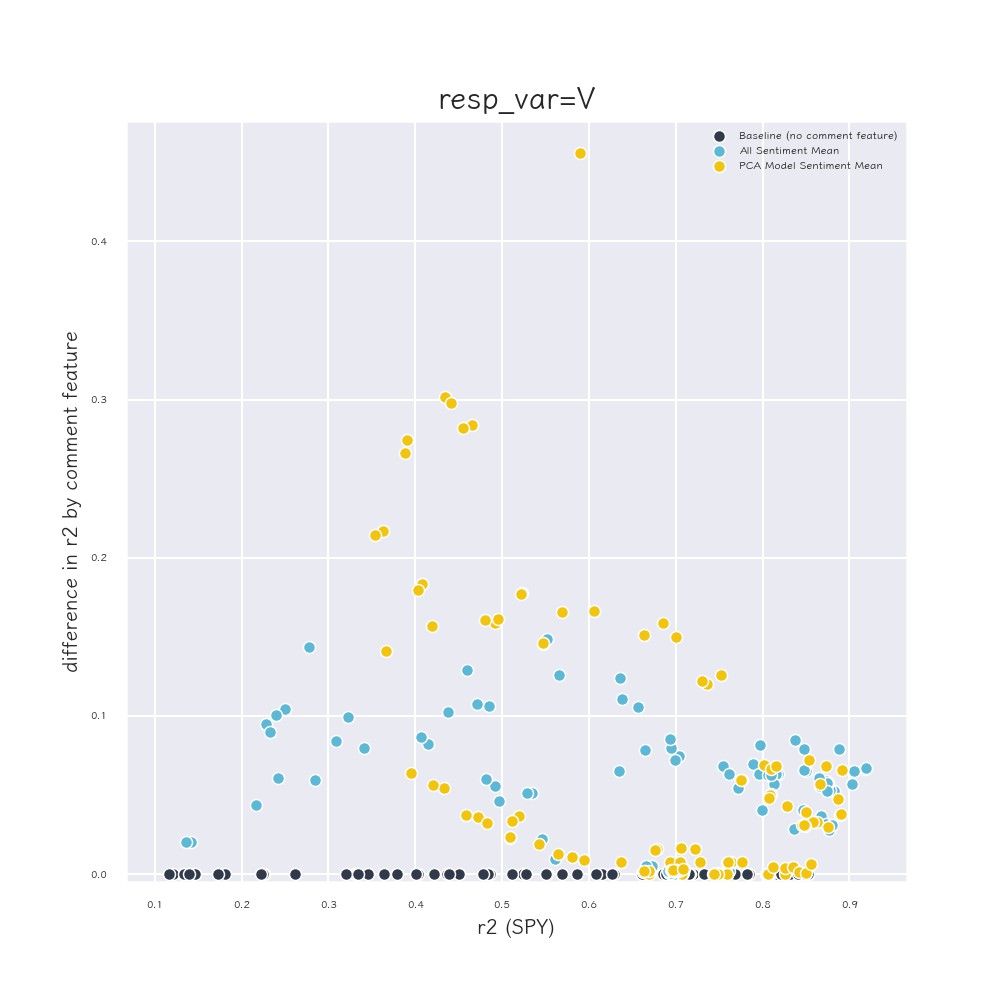 resp_var=V
Baseline (no comment feature)
All Sentiment Mean
PCA Model Sentiment Mean
difference in r2 by comment feature
0.4
0.3
0.2
0.1
0.0
0.1 0.2 0.3 0.4 0.5 0.6 0.7 0.8 0.9
r2 (SPY)